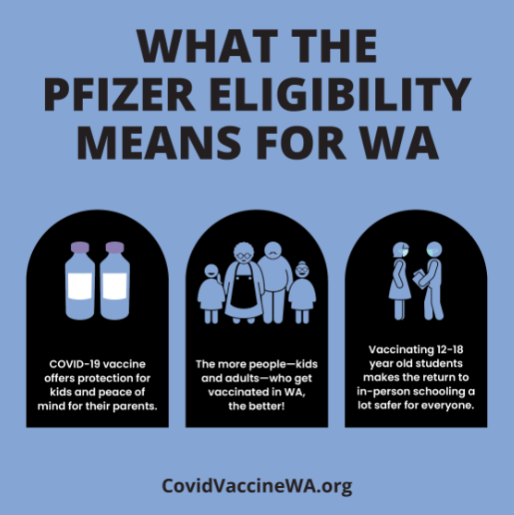 WHAT THE
PFIZER ELIGIBILITY
MEANS FOR WA
COVID-19 vaccine
offers protection for
kids and peace of
mind for their parents.
The more people—kids
and adults—who get
vaccinated in WA,
the better!
Vaccinating 12-18
year old students
makes the return to
in-person schooling a
lot safer for everyone.
CovidVaccineWA.org